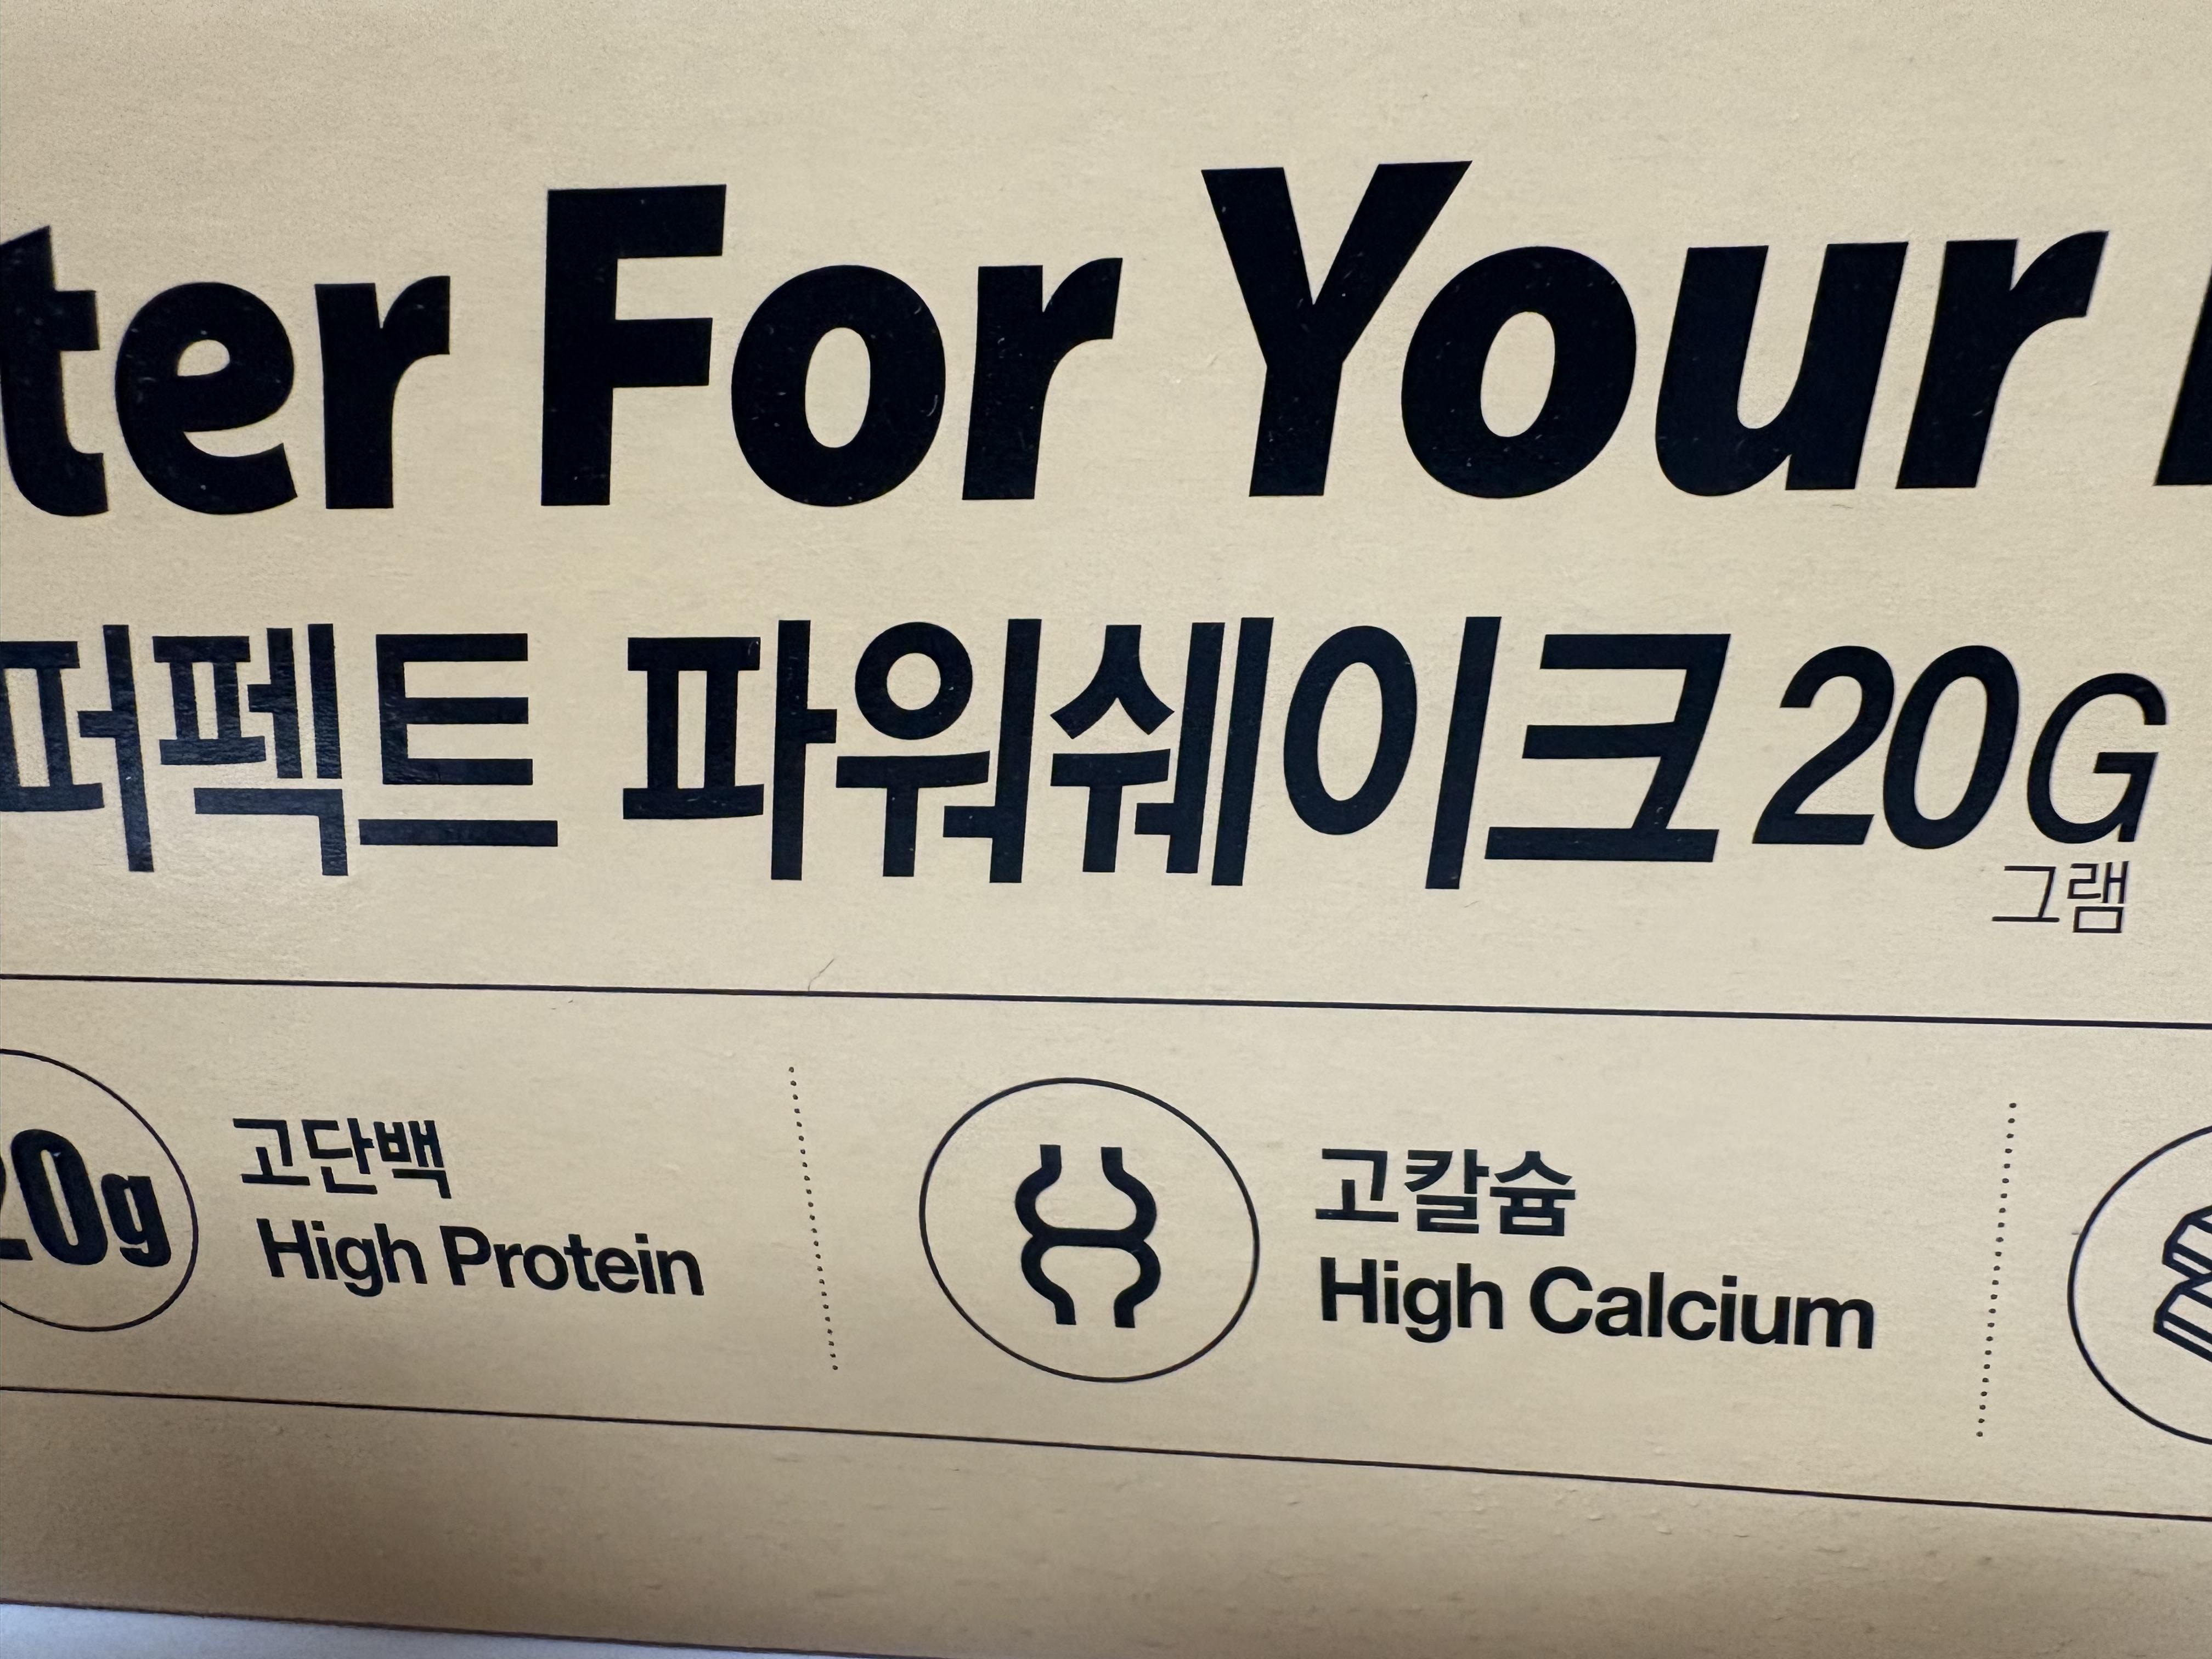 ter For Your
퍼펙트 파워쉐이크 20G
그램
20g
고단백
High Protein
고칼슘
High Calcium